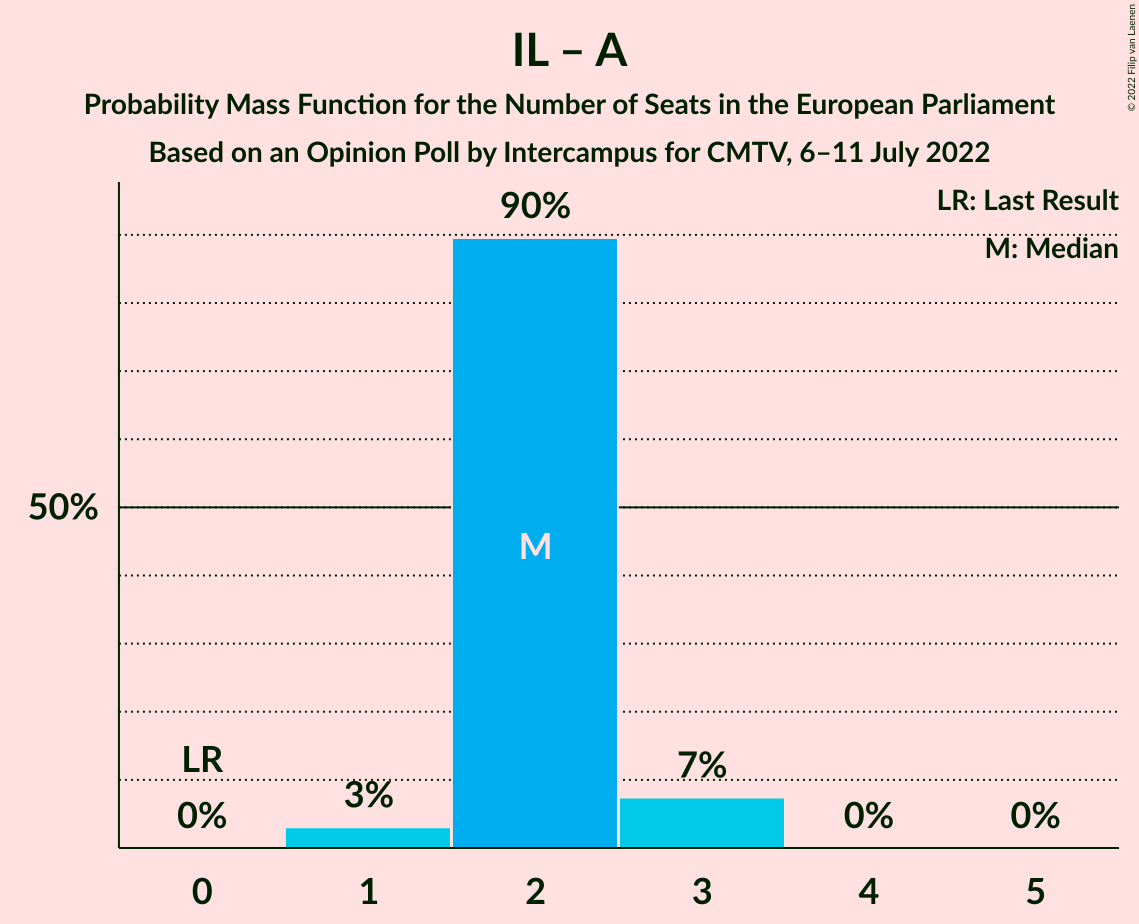 IL – A
Probability Mass Function for the Number of Seats in the European Parliament
Based on an Opinion Poll by Intercampus for CMTV, 6–11 July 2022
© 2022 Filip van Laenen
LR: Last Result
M: Median
90%
50%
M
LR
0%
3%
7%
0%
0%
0
1
2
3
4
5